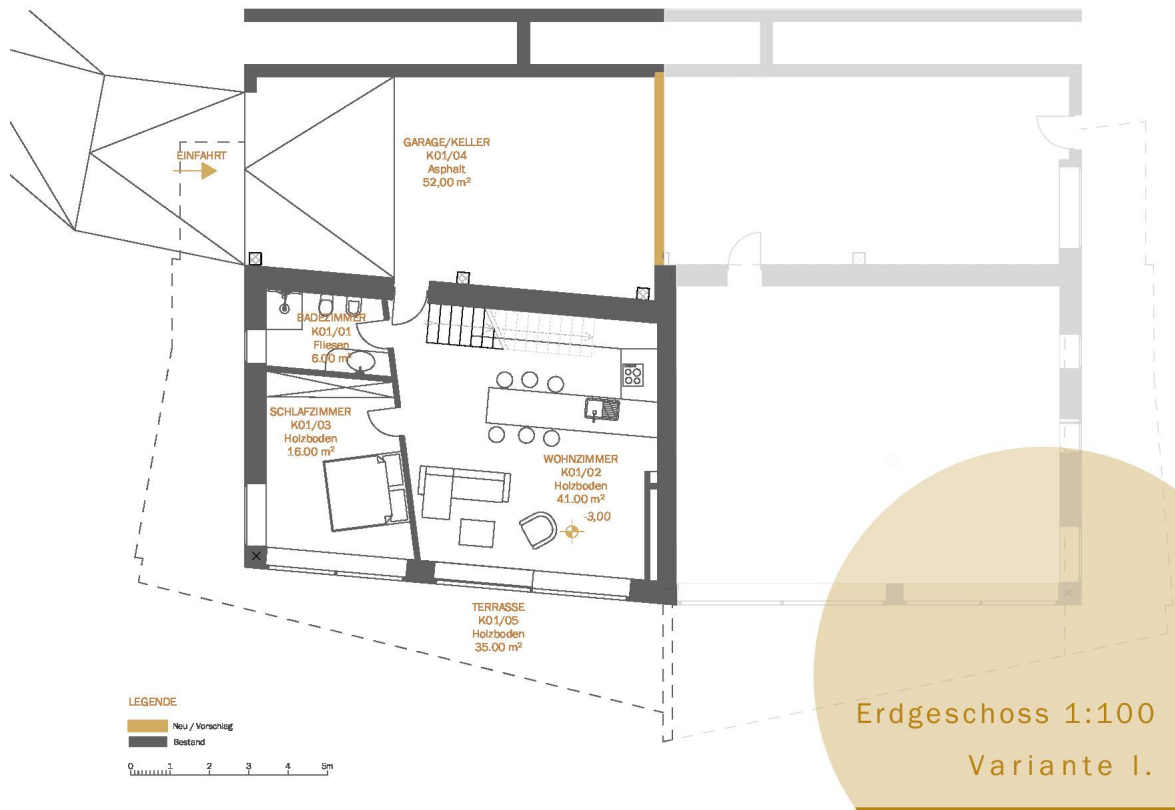 EINFAHRT
GARAGE/KELLER
K01/04
Asphalt
52,00 m²
BADEZIMMER
K01/01
Fliesen
6.00 m²
SCHLAFZIMMER
K01/03
Holzboden
16.00 m²
WOHNZIMMER
K01/02
Holzboden
41.00 m²
-3,00
TERRASSE
K01/05
Holzboden
35.00 m²
LEGENDE
Neu / Vorschlag
Bestand
0 1 2 3 4 5m
Erdgeschoss 1:100
Variante I.